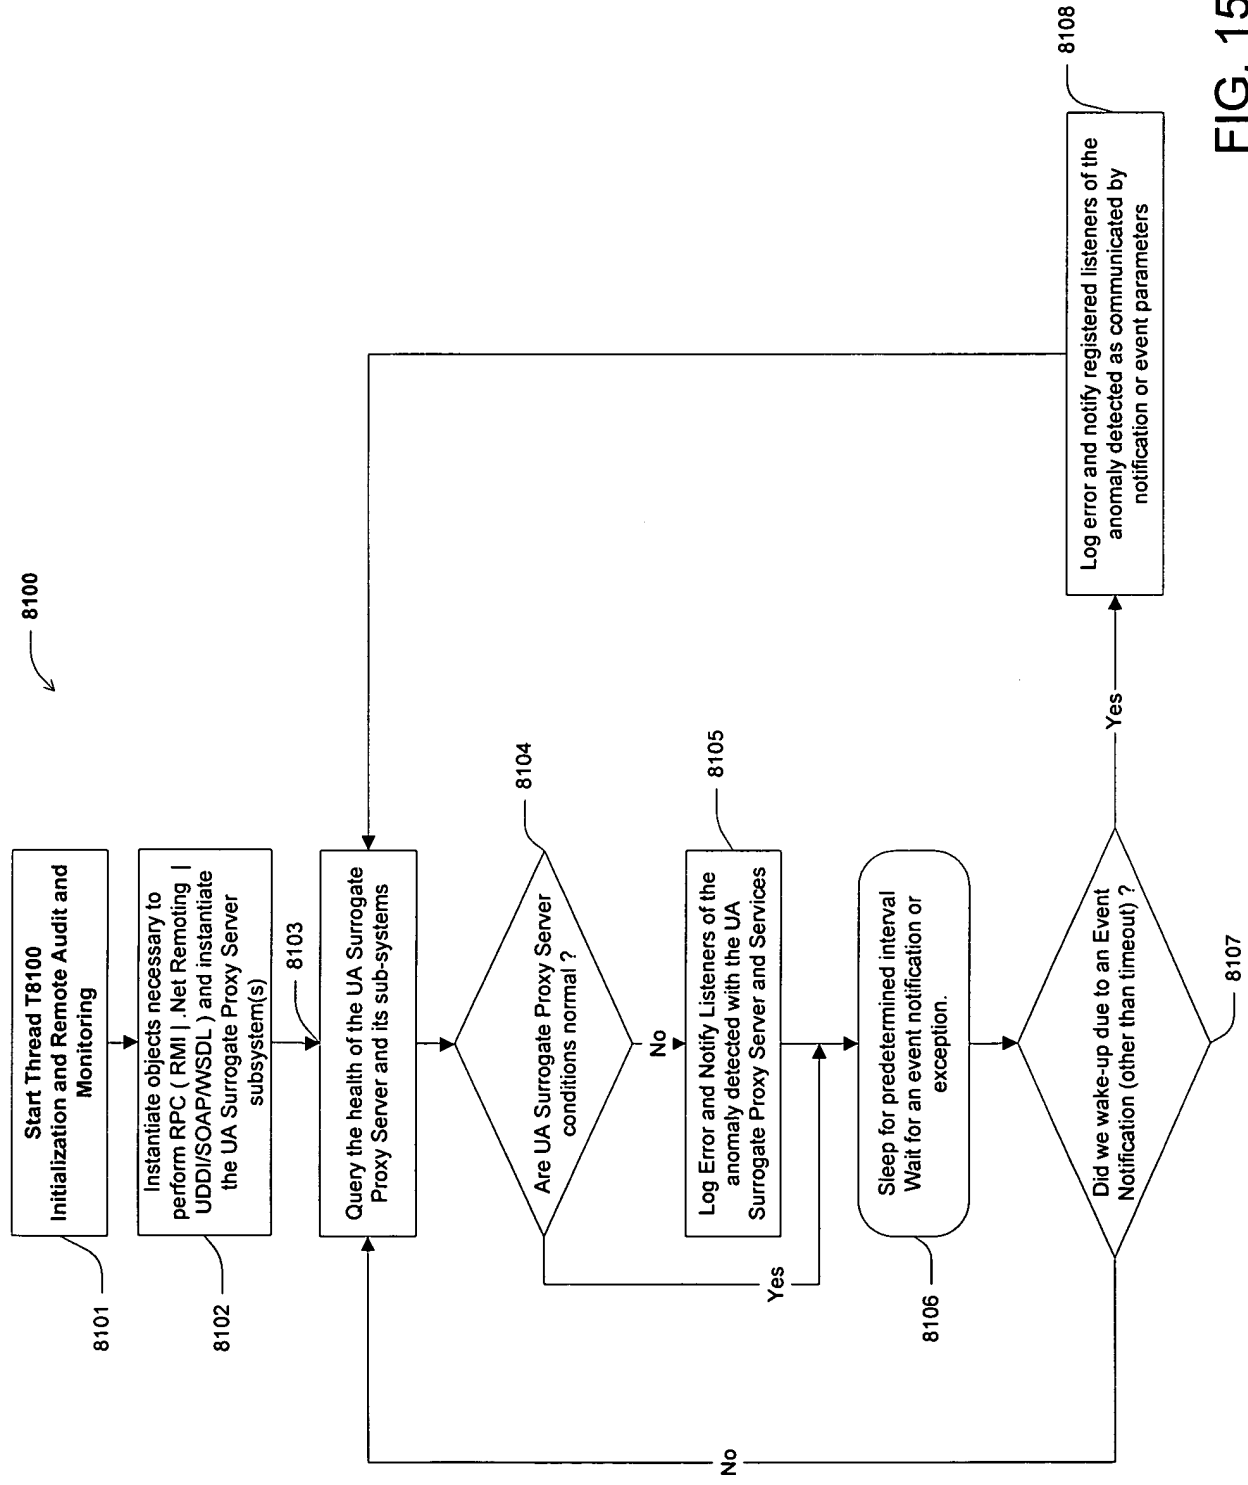 8100
Start Thread T8100
Initialization and Remote Audit and
Monitoring
8101
Instantiate objects necessary to
perform RPC ( RMI | .Net Remoting |
UDDI/SOAP/WSDL ) and instantiate
the UA Surrogate Proxy Server
subsystem(s)
8102
8103
Query the health of the UA Surrogate
Proxy Server and its sub-systems
8104
Are UA Surrogate Proxy Server
conditions normal ?
No
Yes
8105
Log Error and Notify Listeners of the
anomaly detected with the UA
Surrogate Proxy Server and Services
Sleep for predetermined interval
Wait for an event notification or
exception.
8106
Did we wake-up due to an Event
Notification (other than timeout) ?
8107
No
Yes
8108
Log error and notify registered listeners of the
anomaly detected as communicated by
notification or event parameters
FIG. 15